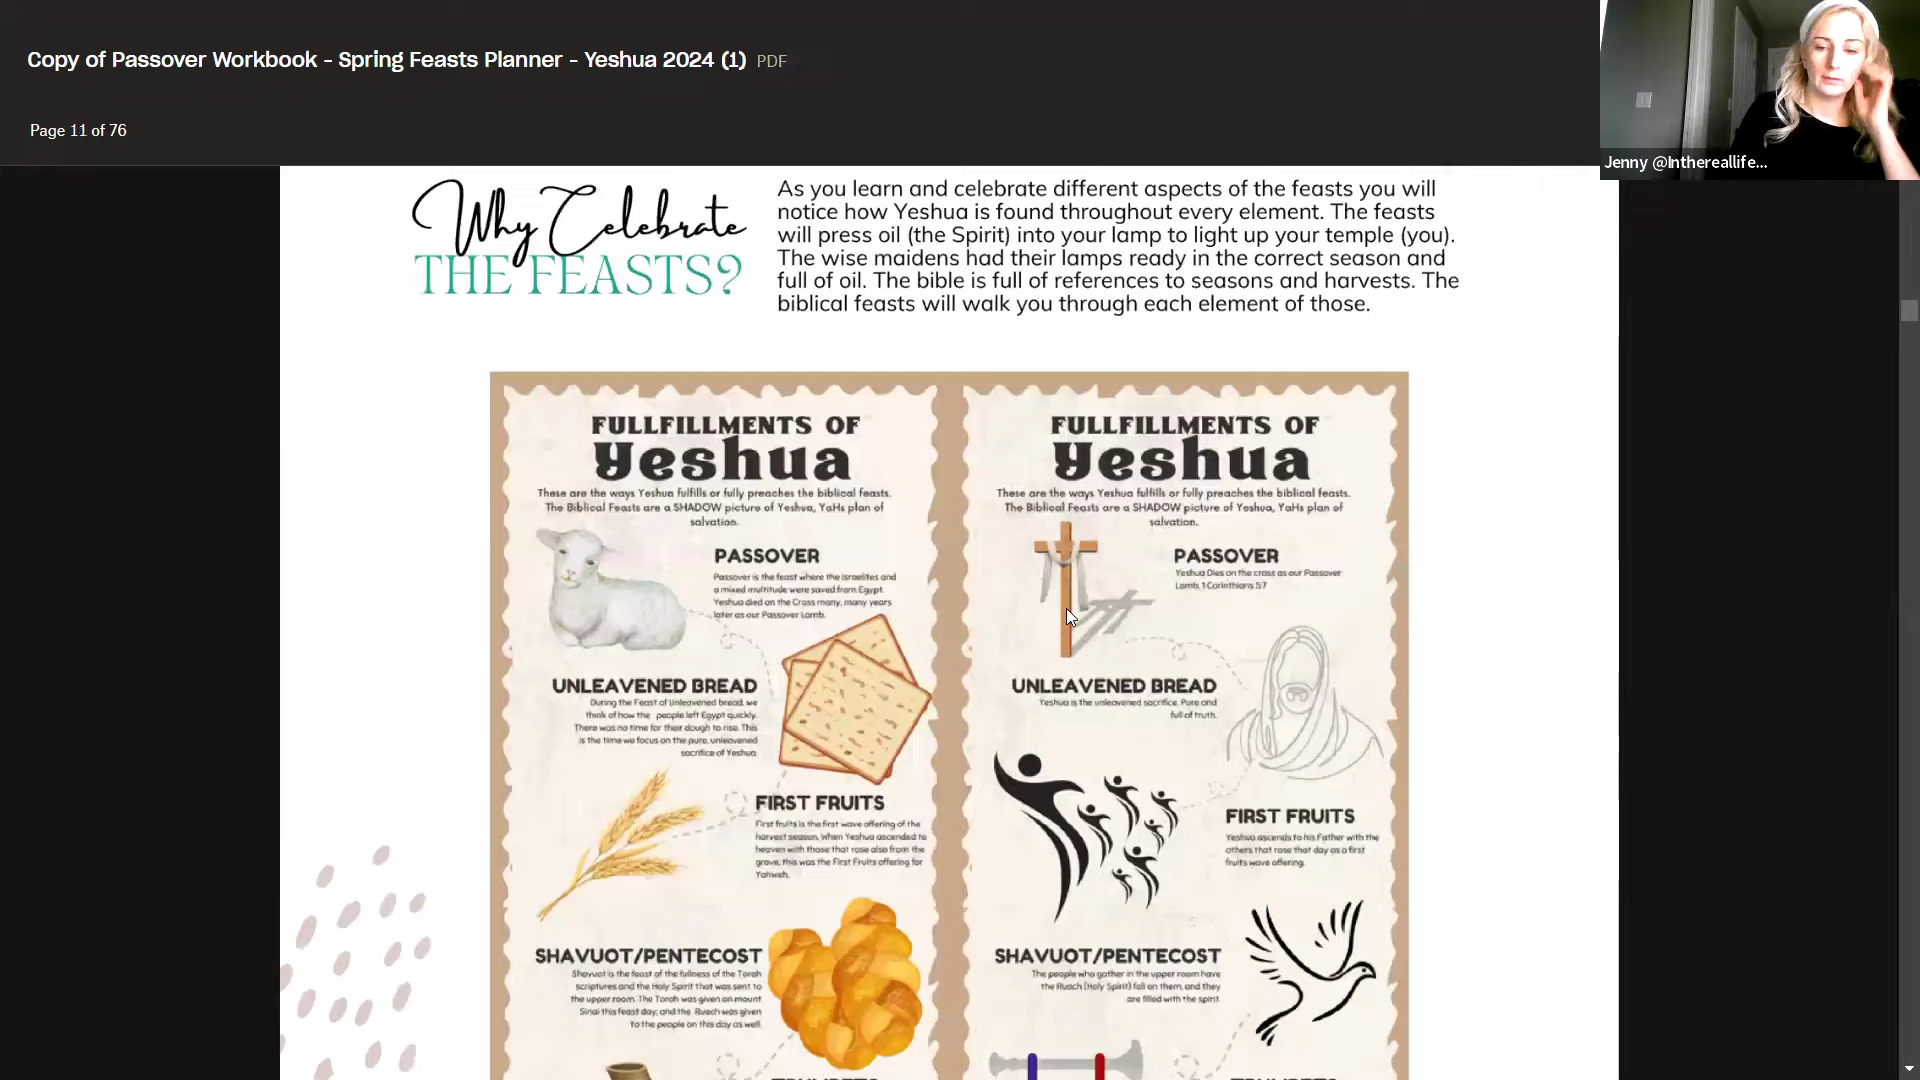 Copy of Passover Workbook - Spring Feasts Planner - Yeshua 2024 (1) PDF
Page 11 of 76
Jenny @Inthereallife...
Why Celebrate
THE FEASTS?
As you learn and celebrate different aspects of the feasts you will
notice how Yeshua is found throughout every element. The feasts
will press oil (the Spirit) into your lamp to light up your temple (you).
The wise maidens had their lamps ready in the correct season and
full of oil. The bible is full of references to seasons and harvests. The
biblical feasts will walk you through each element of those.
FULLFILLMENTS OF
Yeshua
These are the ways Yeshua fulfills or fully preaches the biblical feasts.
The Biblical Feasts are a SHADOW picture of Yeshua, YaHs plan of
salvation.
PASSOVER
Passover is the feast where the Israelites and
a mixed multitude were saved from Egypt.
Yeshua died on the Cross many, many years
later as our Passover Lamb.
UNLEAVENED BREAD
During the Feast of Unleavened bread, we
think of how the people left Egypt quickly.
There was no time for their dough to rise. This
is the time we focus on the pure, unleavened
sacrifice of Yeshua.
FIRST FRUITS
First fruits is the first wave offering of the
harvest season. When Yeshua ascended to
heaven with those that rose also from the
grave, this was the First Fruits offering for
Yahweh.
SHAVUOT/PENTECOST
Shavuot is the feast of the fullness of the Torah
scriptures and the Holy Spirit that was sent to
the upper room. The Torah was given on mount
Sinai this feast day, and the Ruach was given
to the people on this day as well.
FULLFILLMENTS OF
Yeshua
These are the ways Yeshua fulfills or fully preaches the biblical feasts.
The Biblical Feasts are a SHADOW picture of Yeshua, YaHs plan of
salvation.
PASSOVER
Yeshua Dies on the cross as our Passover
Lamb. 1 Corinthians 5:7
UNLEAVENED BREAD
Yeshua is the unleavened sacrifice. Pure and
full of truth.
FIRST FRUITS
Yeshua ascends to his Father with the
others that rose that day as a first
fruits wave offering.
SHAVUOT/PENTECOST
The people who gather in the upper room have
the Ruach (Holy Spirit) fall on them, and they
are filled with the spirit.